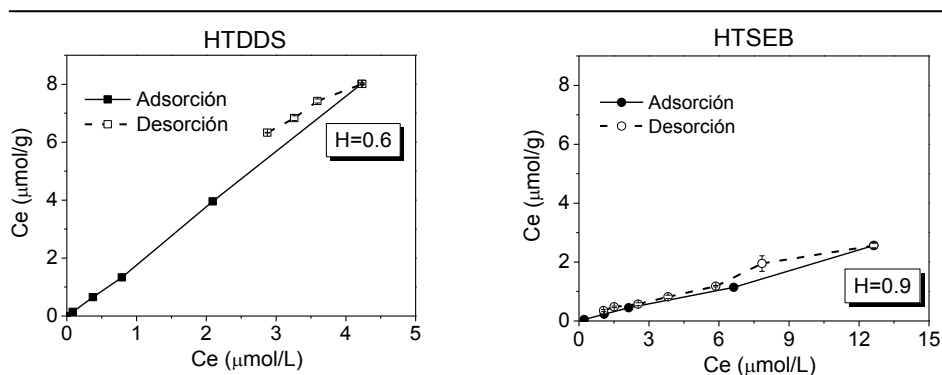 HTDDS
8
6
4
2
0
0 1 2 3 4 5
Ce (μmol/g)
Ce (μmol/L)
Adsorción
Desorción
H=0.6
HTSEB
8
6
4
2
0
0 3 6 9 12 15
Ce (μmol/g)
Ce (μmol/L)
Adsorción
Desorción
H=0.9